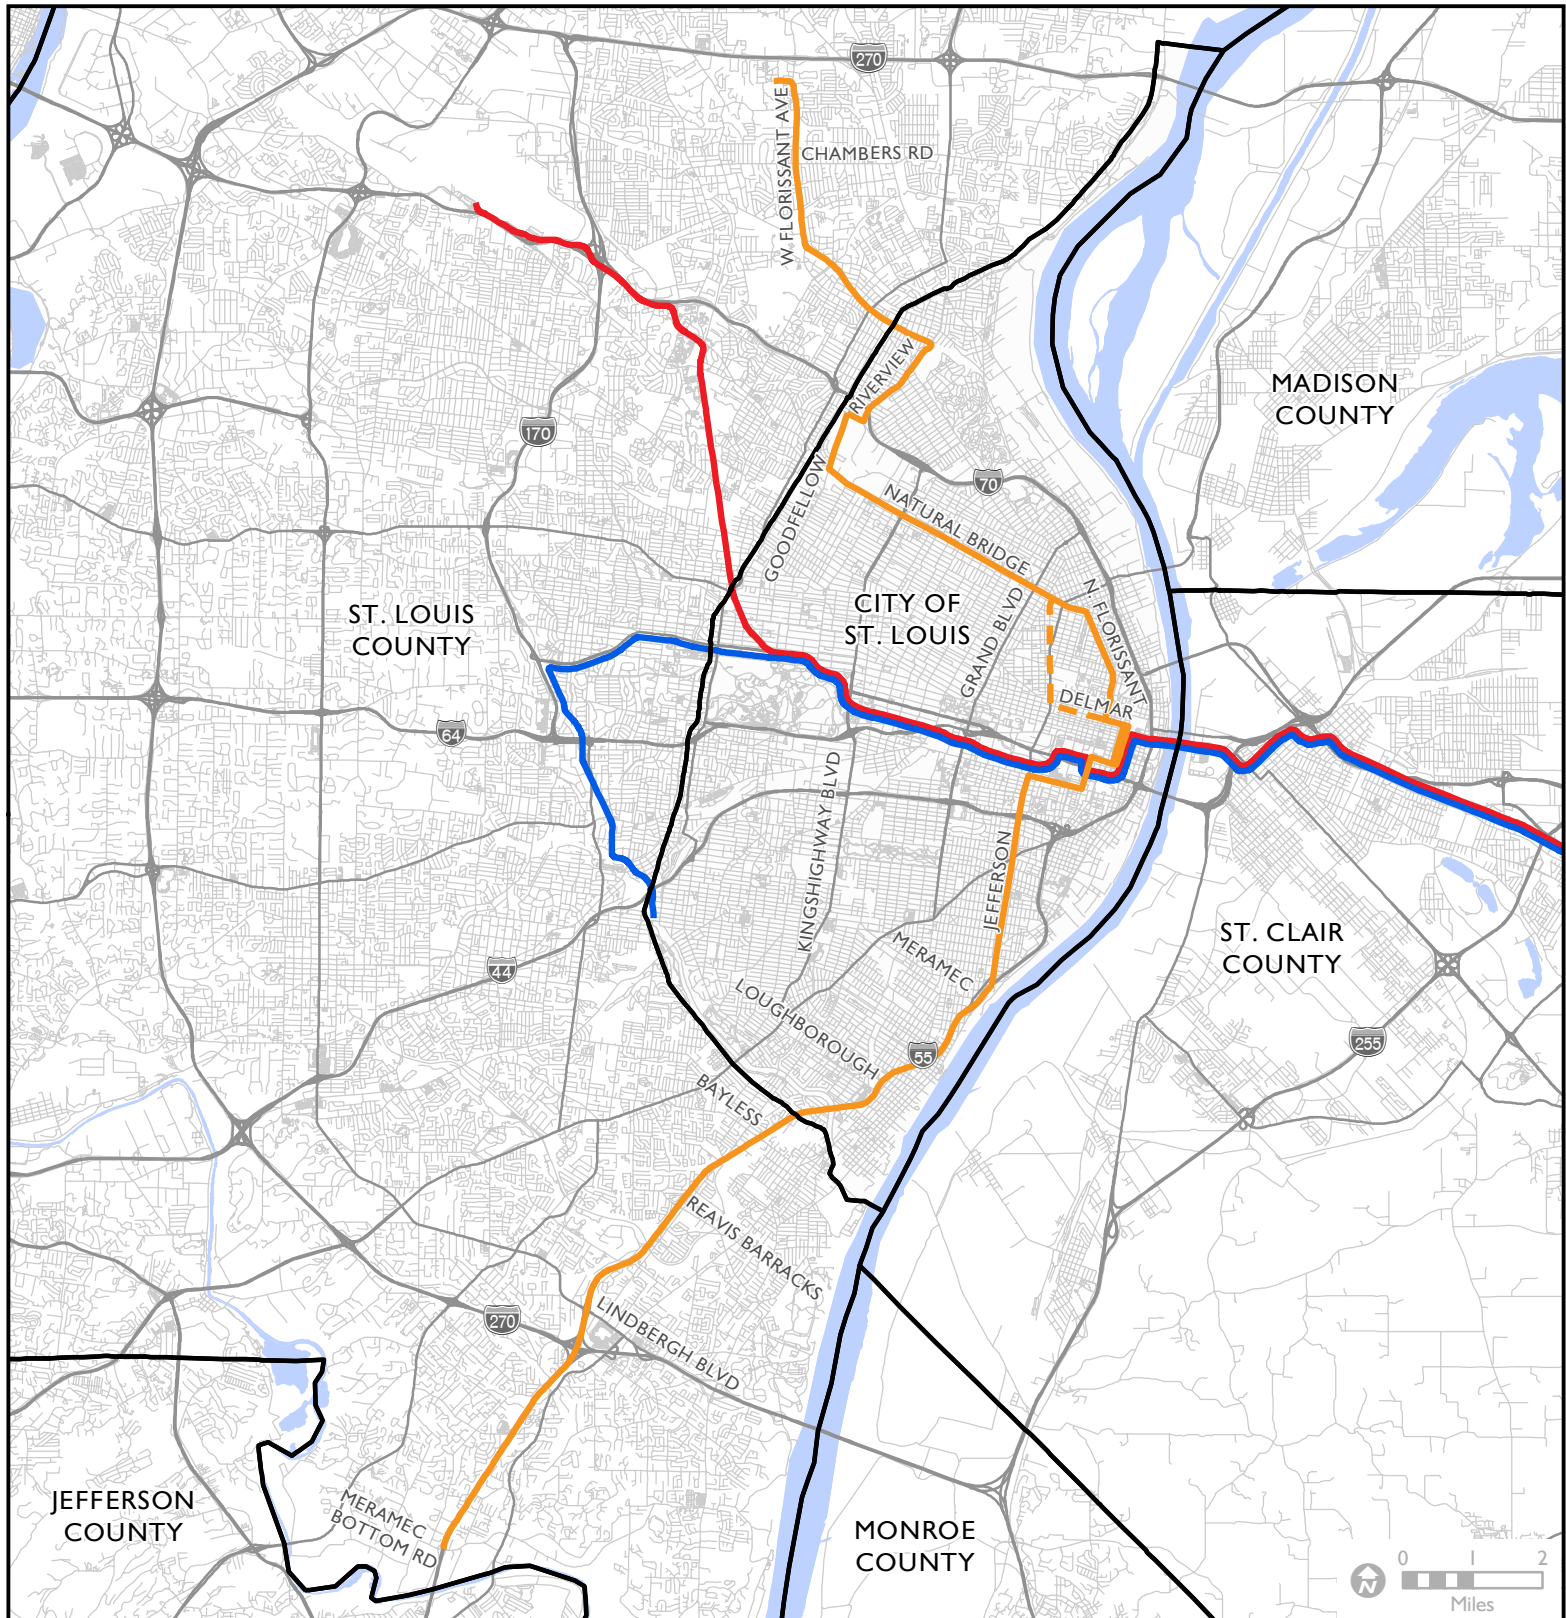 270
W FLORISSANT AVE
CHAMBERS RD
RIVERVIEW
MADISON
COUNTY
170
GOODFELLOW
70
NATURAL BRIDGE
N. FLORISSANT
ST. LOUIS
COUNTY
CITY OF
ST. LOUIS
GRAND BLVD
DELMAR
64
KINGSHIGHWAY BLVD
JEFFERSON
MERAMEC
ST. CLAIR
COUNTY
44
LOUGHBOROUGH
55
255
BAYLESS
REAVIS BARRACKS
270
LINDBERGH BLVD
JEFFERSON
COUNTY
MERAMEC
BOTTOM RD
MONROE
COUNTY
N
0 1 2
Miles